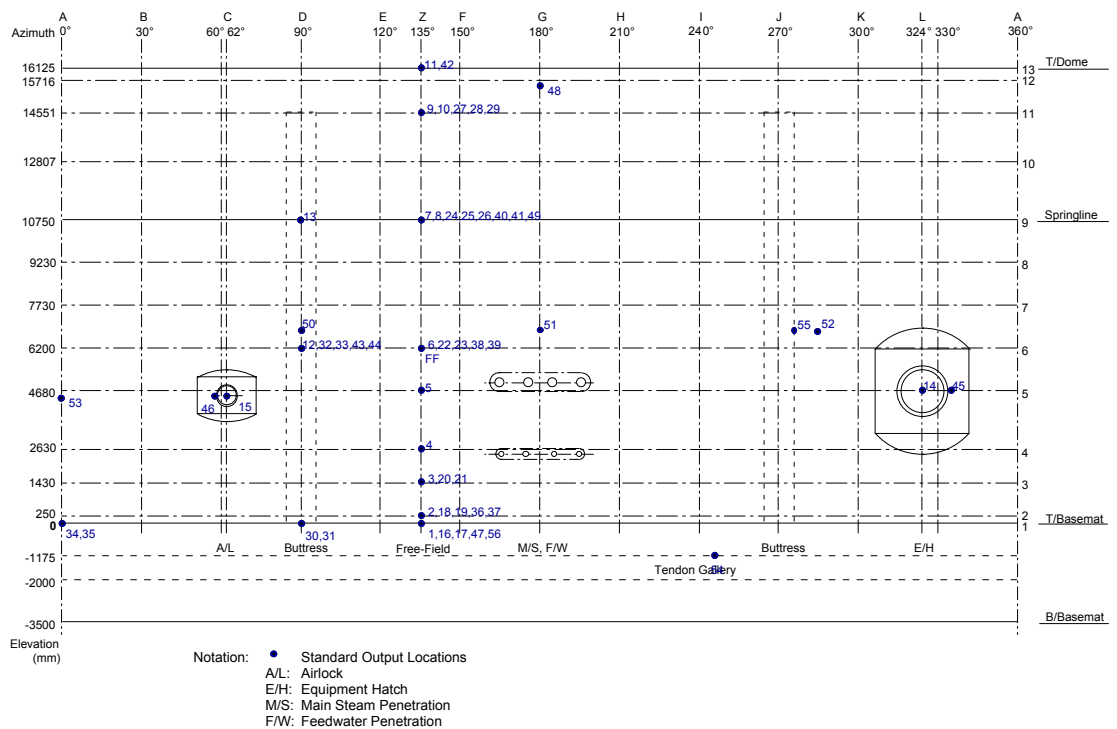 A B C D E Z F G H I J K L A
Azimuth 0° 30° 60° 62° 90° 120° 135° 150° 180° 210° 240° 270° 300° 324° 330° 360°
16125 11,42 13 T/Dome
15716 48 12
14551 9,10,27,28,29 11
12807 10
10750 13 7,8,24,25,26,40,41,49 9 Springline
9230 8
7730 7
50 51 55 52
6200 12,32,33,43,44 6,22,23,38,39 6
FF
4680 5 14 45 5
53 46 15
2630 4 4
1430 3,20,21 3
250 2,18,19,36,37 2
0 1 T/Basemat
34,35 30,31 1,16,17,47,56
A/L Buttress Free-Field M/S, F/W Buttress E/H
-1175
Tendon Gallery 54
-2000
-3500 B/Basemat
Elevation
(mm)
Notation: Standard Output Locations
A/L: Airlock
E/H: Equipment Hatch
M/S: Main Steam Penetration
F/W: Feedwater Penetration